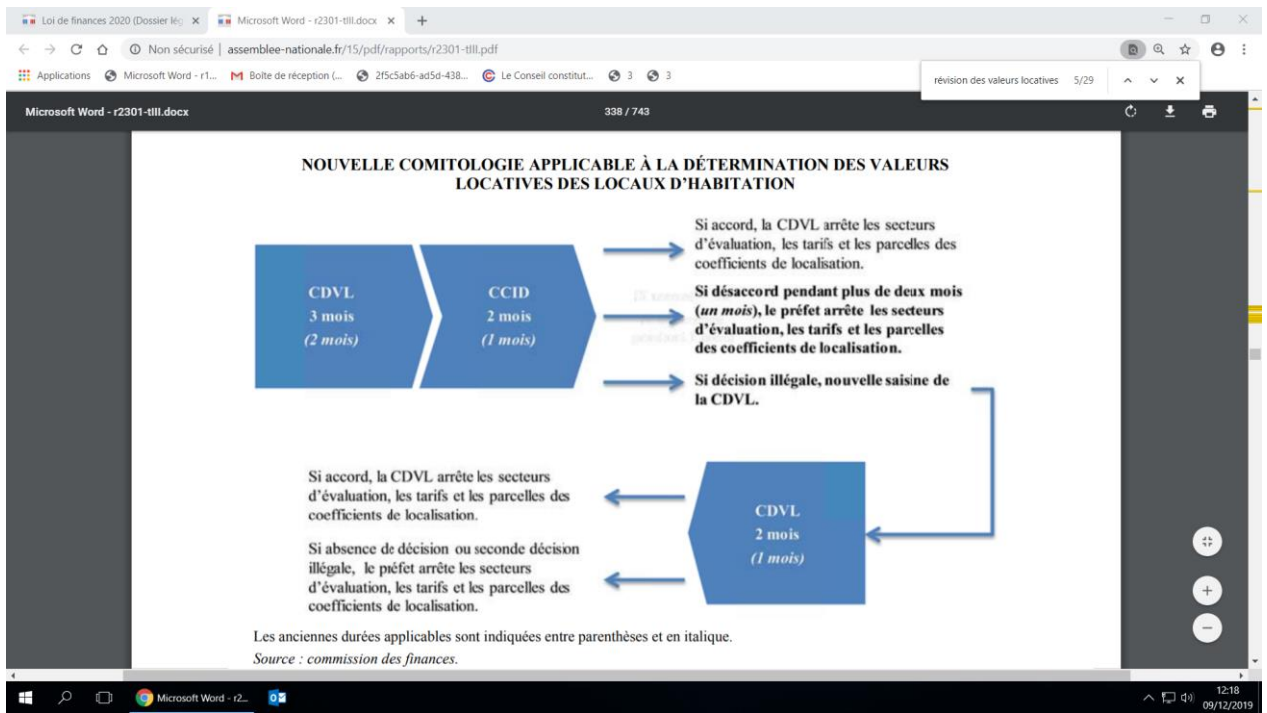 Loi de finances 2020 (Dossier lég
Microsoft Word - r2301-tIII.docx
Non sécurisé | assemblee-nationale.fr/15/pdf/rapports/r2301-tIII.pdf
Applications
Microsoft Word - r1...
Boîte de réception (...
2f5c5ab6-ad5d-438...
Le Conseil constitut...
3
3
révision des valeurs locatives 5/29
Microsoft Word - r2301-tIII.docx
338 / 743
NOUVELLE COMITOLOGIE APPLICABLE À LA DÉTERMINATION DES VALEURS
LOCATIVES DES LOCAUX D'HABITATION
CDVL
3 mois
(2 mois)
CCID
2 mois
(1 mois)
Si accord, la CDVL arrête les secteurs
d'évaluation, les tarifs et les parcelles des
coefficients de localisation.
Si désaccord pendant plus de deux mois
(un mois), le préfet arrête les secteurs
d'évaluation, les tarifs et les parcelles
des coefficients de localisation.
Si décision illégale, nouvelle saisine de
la CDVL.
Si accord, la CDVL arrête les secteurs
d'évaluation, les tarifs et les parcelles des
coefficients de localisation.
Si absence de décision ou seconde décision
illégale, le préfet arrête les secteurs
d'évaluation, les tarifs et les parcelles des
coefficients de localisation.
CDVL
2 mois
(1 mois)
Les anciennes durées applicables sont indiquées entre parenthèses et en italique.
Source : commission des finances.
Microsoft Word - r2...
12:18
09/12/2019